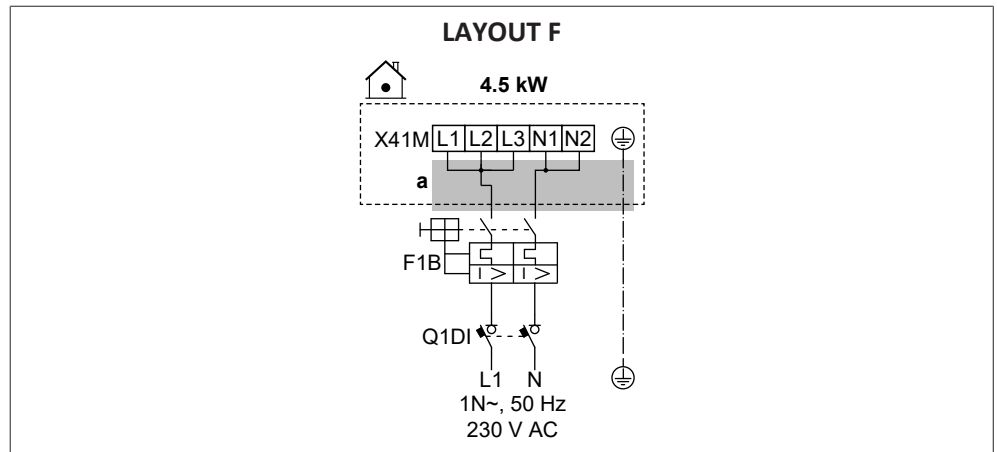 LAYOUT F
4.5 kW
X41M L1 L2 L3 N1 N2
a
F1B
I > I >
Q1DI
L1 N
1N~, 50 Hz
230 V AC